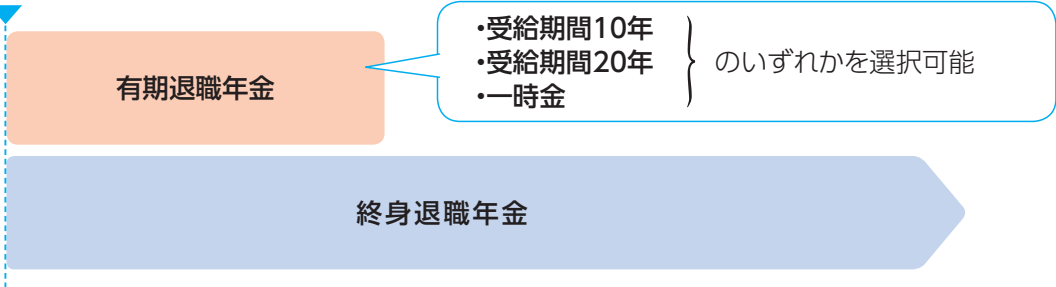 ・受給期間10年
・受給期間20年
・一時金
のいずれかを選択可能
有期退職年金
終身退職年金